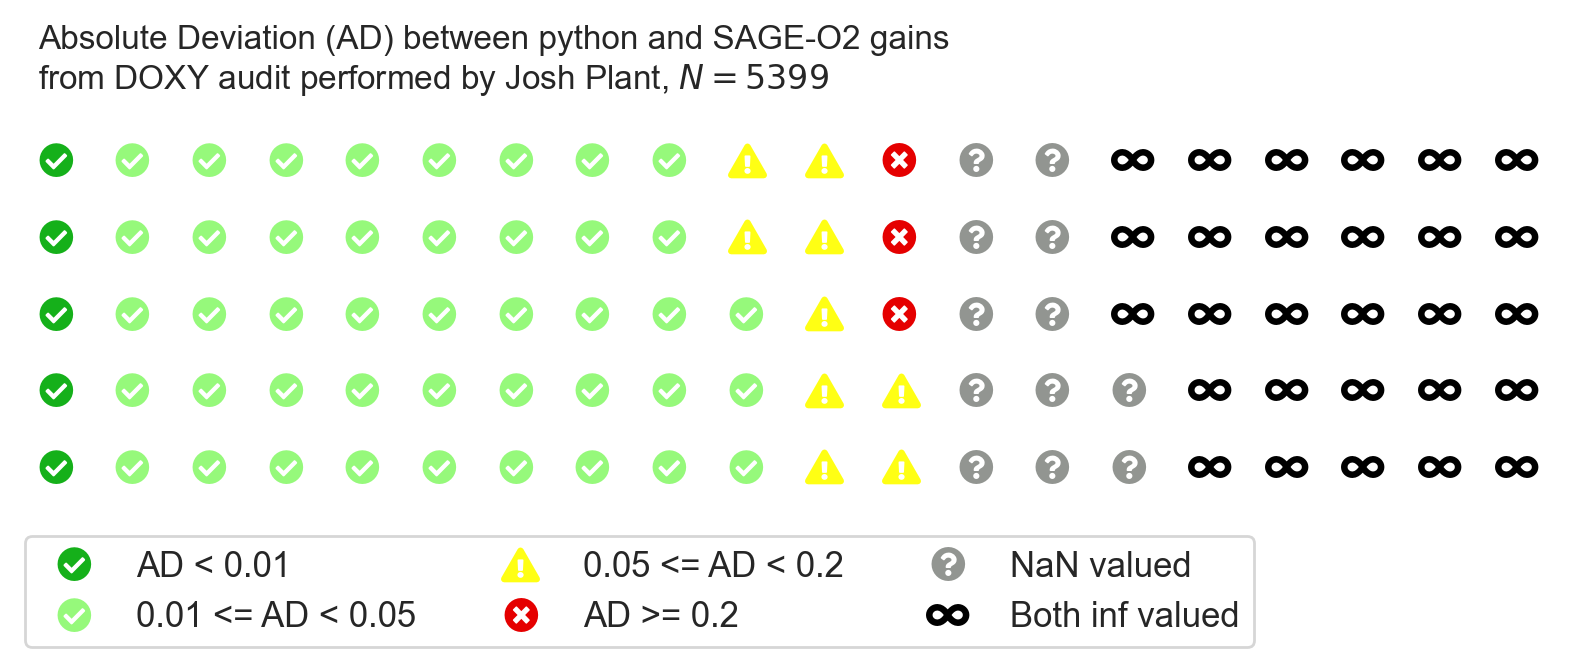 Absolute Deviation (AD) between python and SAGE-O2 gains
from DOXY audit performed by Josh Plant, N = 5399
AD < 0.01
0.01 <= AD < 0.05
0.05 <= AD < 0.2
AD >= 0.2
NaN valued
Both inf valued